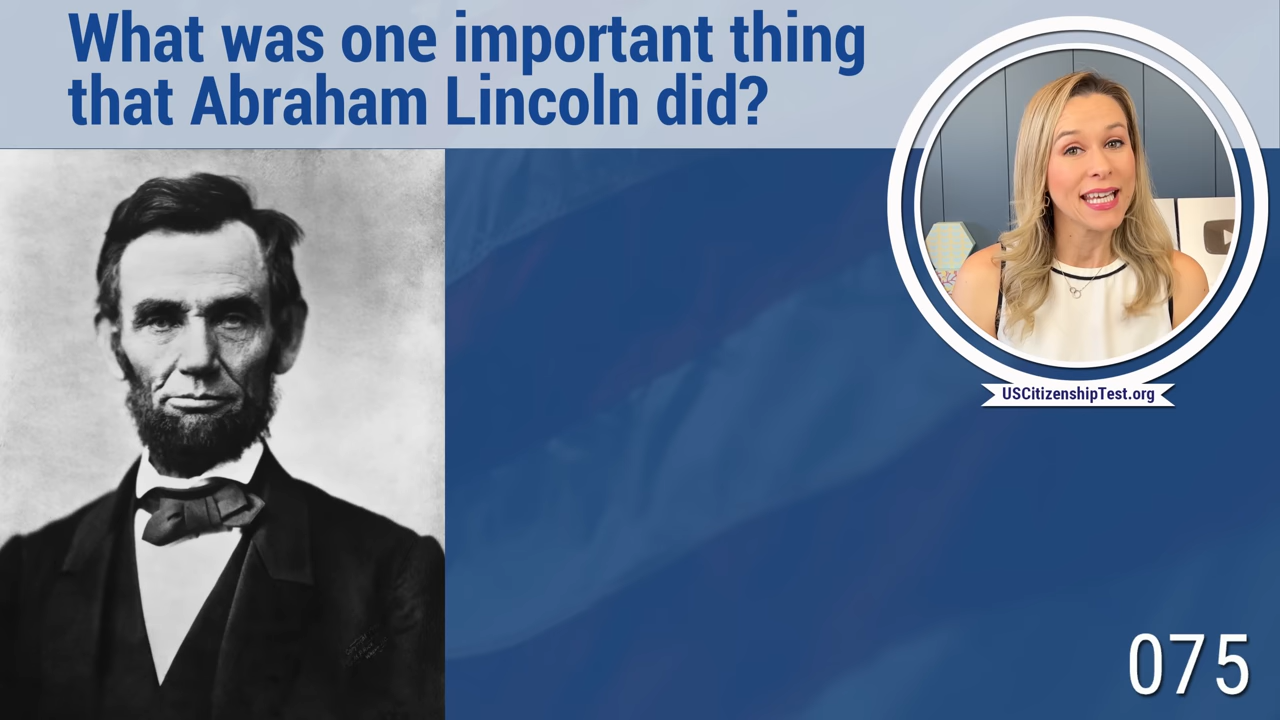 What was one important thing
that Abraham Lincoln did?
USCitizenshipTest.org
075